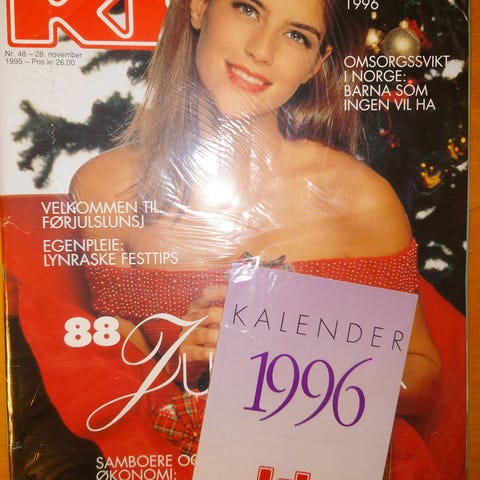 1996
Nr. 48 – 28. november
1995 – Pris kr 26,00
OMSORGSSVIKT
I NORGE:
BARNA SOM
INGEN VIL HA
VELKOMMEN TIL
FØRJULSLUNSJ
EGENPLEIE:
LYNRASKE FESTTIPS
88
KALENDER
1996
SAMBOERE
ØKONOMI: